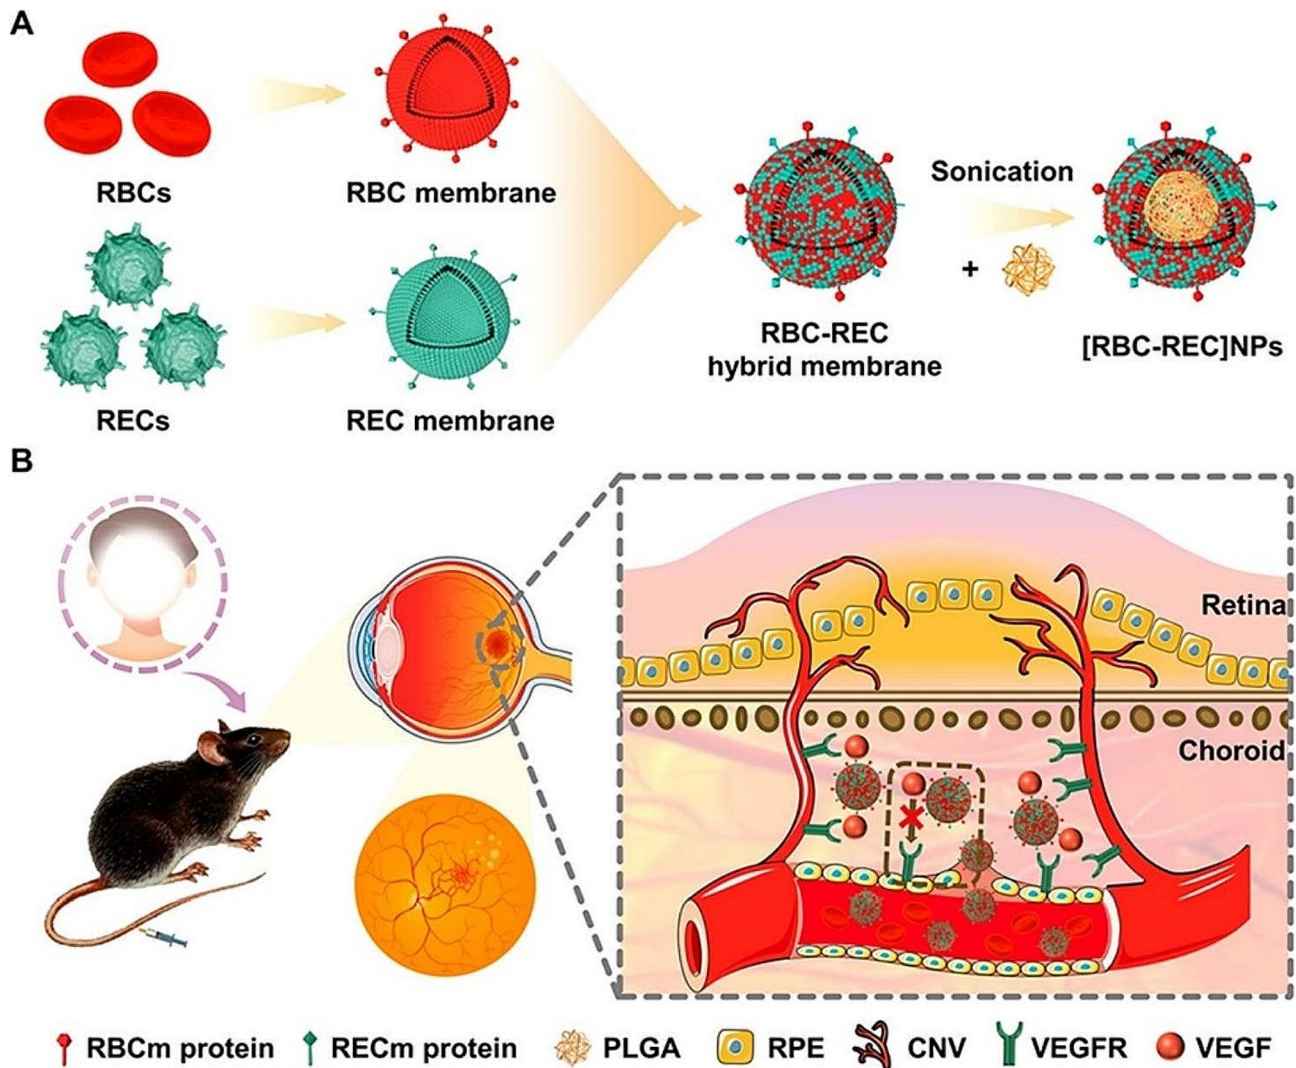 A
RBCs
RBC membrane
RECs
REC membrane
RBC-REC
hybrid membrane
Sonication
+
[RBC-REC]NPs
B
Retina
Choroid
RBCm protein
RECm protein
PLGA
RPE
CNV
VEGFR
VEGF